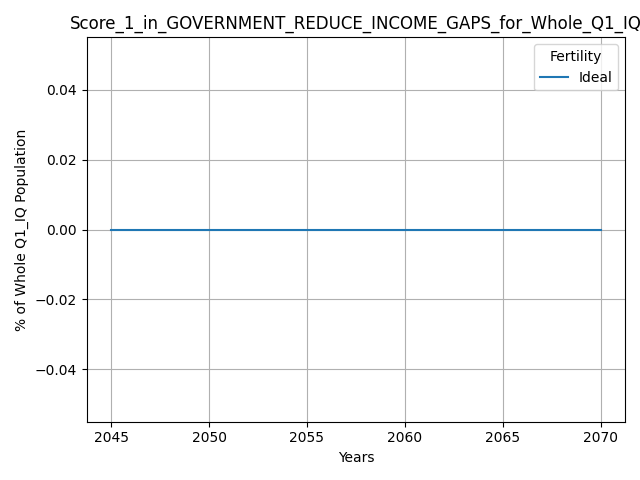 Score_1_in_GOVERNMENT_REDUCE_INCOME_GAPS_for_Whole_Q1_IQ
Fertility
Ideal
0.04
0.02
0.00
−0.02
−0.04
% of Whole Q1_IQ Population
2045 2050 2055 2060 2065 2070
Years